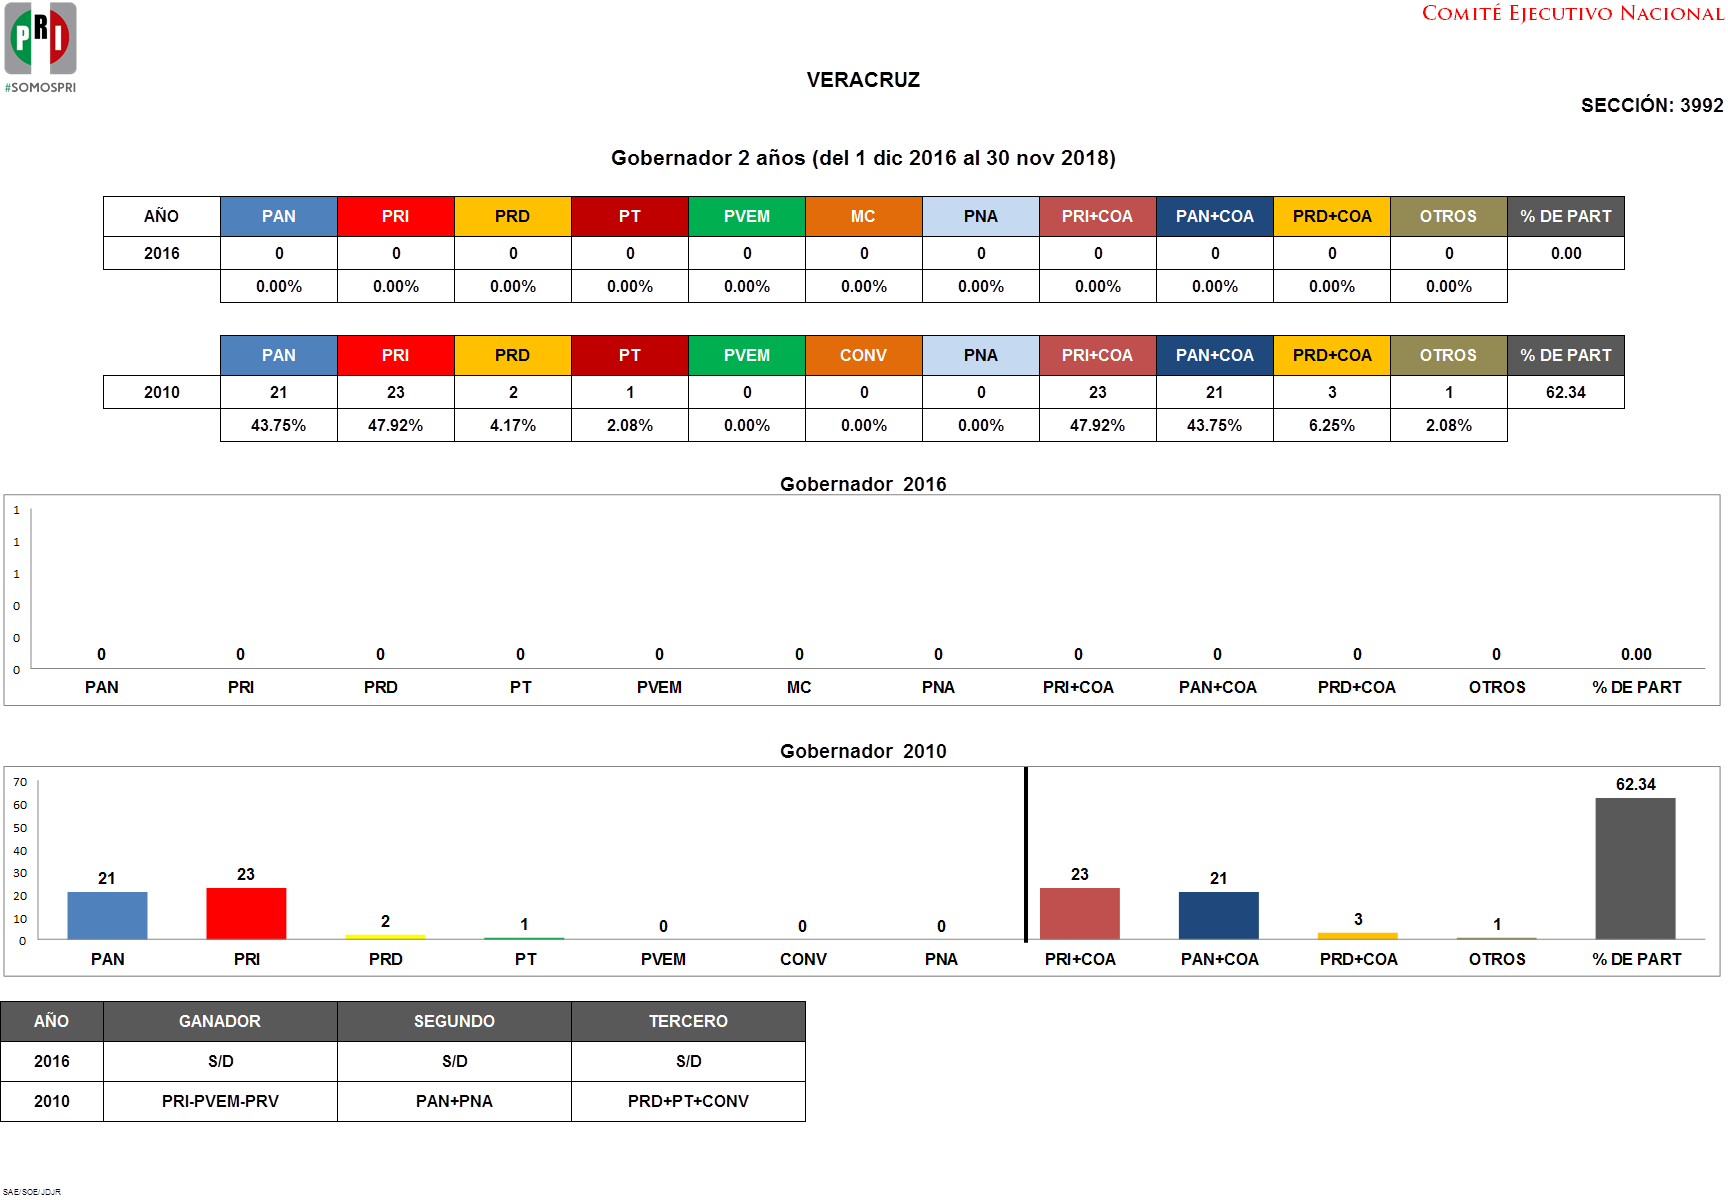 PRI
#SOMOSPRI
COMITÉ EJECUTIVO NACIONAL
VERACRUZ
SECCIÓN: 3992
Gobernador 2 años (del 1 dic 2016 al 30 nov 2018)
AÑO PAN PRI PRD PT PVEM MC PNA PRI+COA PAN+COA PRD+COA OTROS % DE PART
2016 0 0 0 0 0 0 0 0 0 0 0 0.00
0.00% 0.00% 0.00% 0.00% 0.00% 0.00% 0.00% 0.00% 0.00% 0.00% 0.00%
PAN PRI PRD PT PVEM CONV PNA PRI+COA PAN+COA PRD+COA OTROS % DE PART
2010 21 23 2 1 0 0 0 23 21 3 1 62.34
43.75% 47.92% 4.17% 2.08% 0.00% 0.00% 0.00% 47.92% 43.75% 6.25% 2.08%
Gobernador 2016
1
1
1
0
0
0
0 0 0 0 0 0 0 0 0 0 0 0.00
PAN PRI PRD PT PVEM MC PNA PRI+COA PAN+COA PRD+COA OTROS % DE PART
Gobernador 2010
70
60
50
40
30
20
10
0
21 23 2 1 0 0 0 23 21 3 1 62.34
PAN PRI PRD PT PVEM CONV PNA PRI+COA PAN+COA PRD+COA OTROS % DE PART
AÑO GANADOR SEGUNDO TERCERO
2016 S/D S/D S/D
2010 PRI-PVEM-PRV PAN+PNA PRD+PT+CONV
SAE/SOE/JDJR